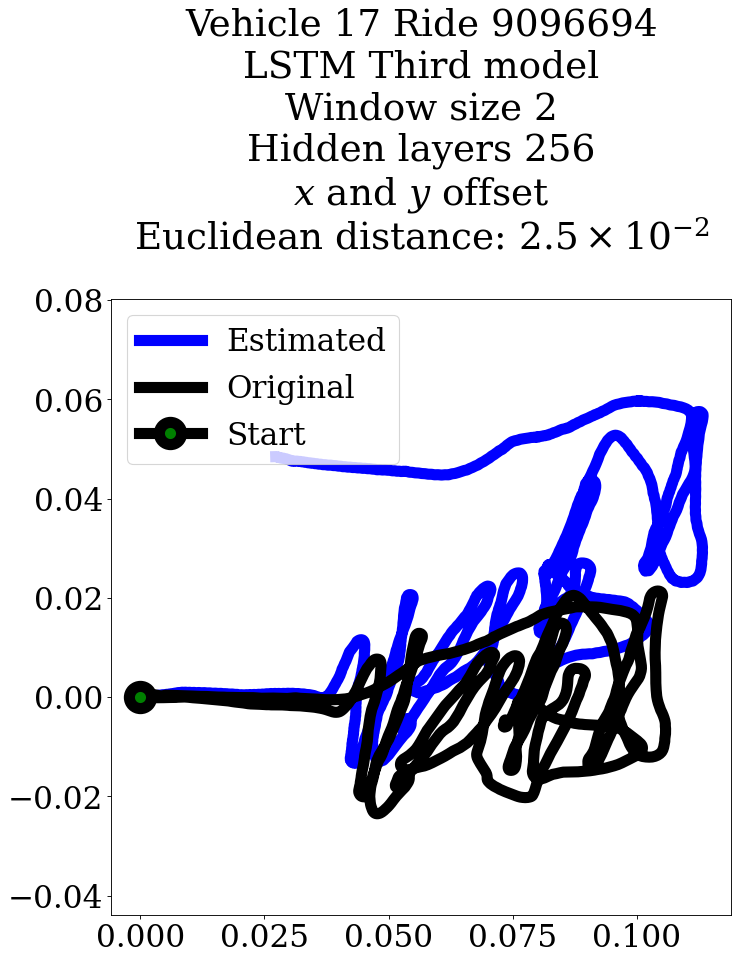 Vehicle 17 Ride 9096694
LSTM Third model
Window size 2
Hidden layers 256
x and y offset
Euclidean distance: 2.5 × 10⁻²
0.08
Estimated
0.06
Original
Start
0.04
0.02
0.00
−0.02
−0.04
0.000 0.025 0.050 0.075 0.100